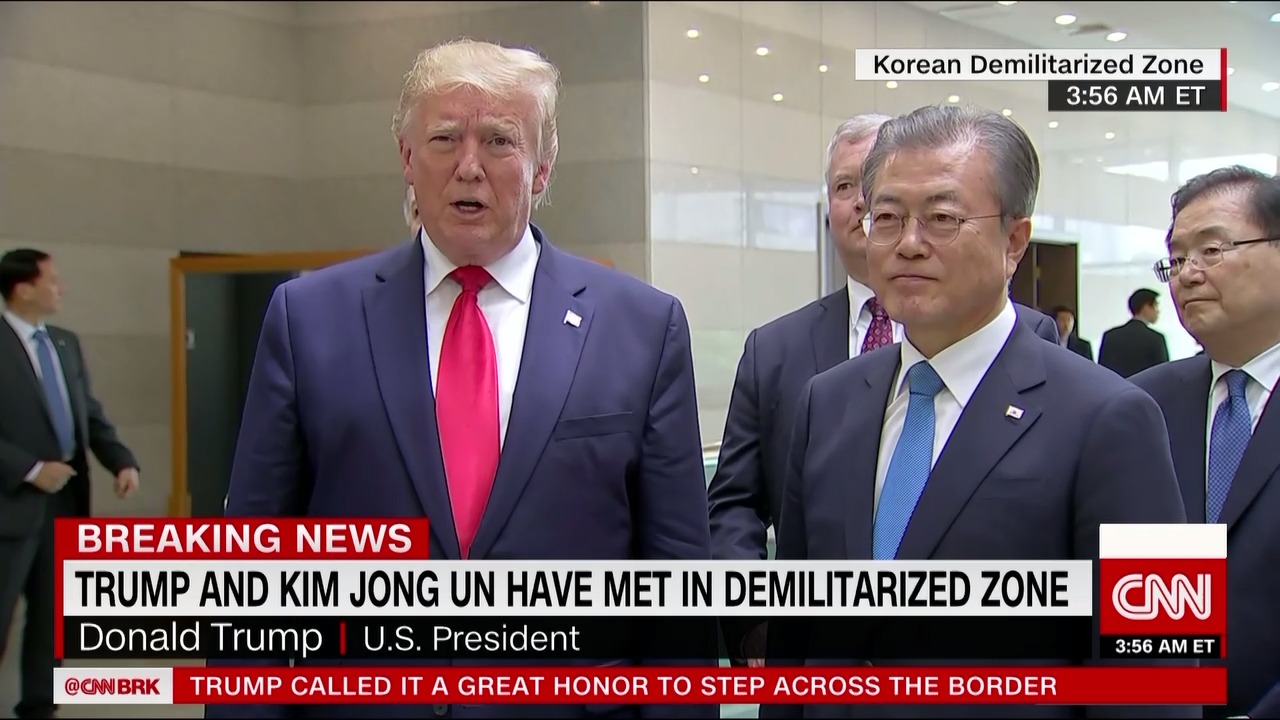 Korean Demilitarized Zone
3:56 AM ET
BREAKING NEWS
TRUMP AND KIM JONG UN HAVE MET IN DEMILITARIZED ZONE
Donald Trump | U.S. President
CNN
3:56 AM ET
@CNNBRK
TRUMP CALLED IT A GREAT HONOR TO STEP ACROSS THE BORDER